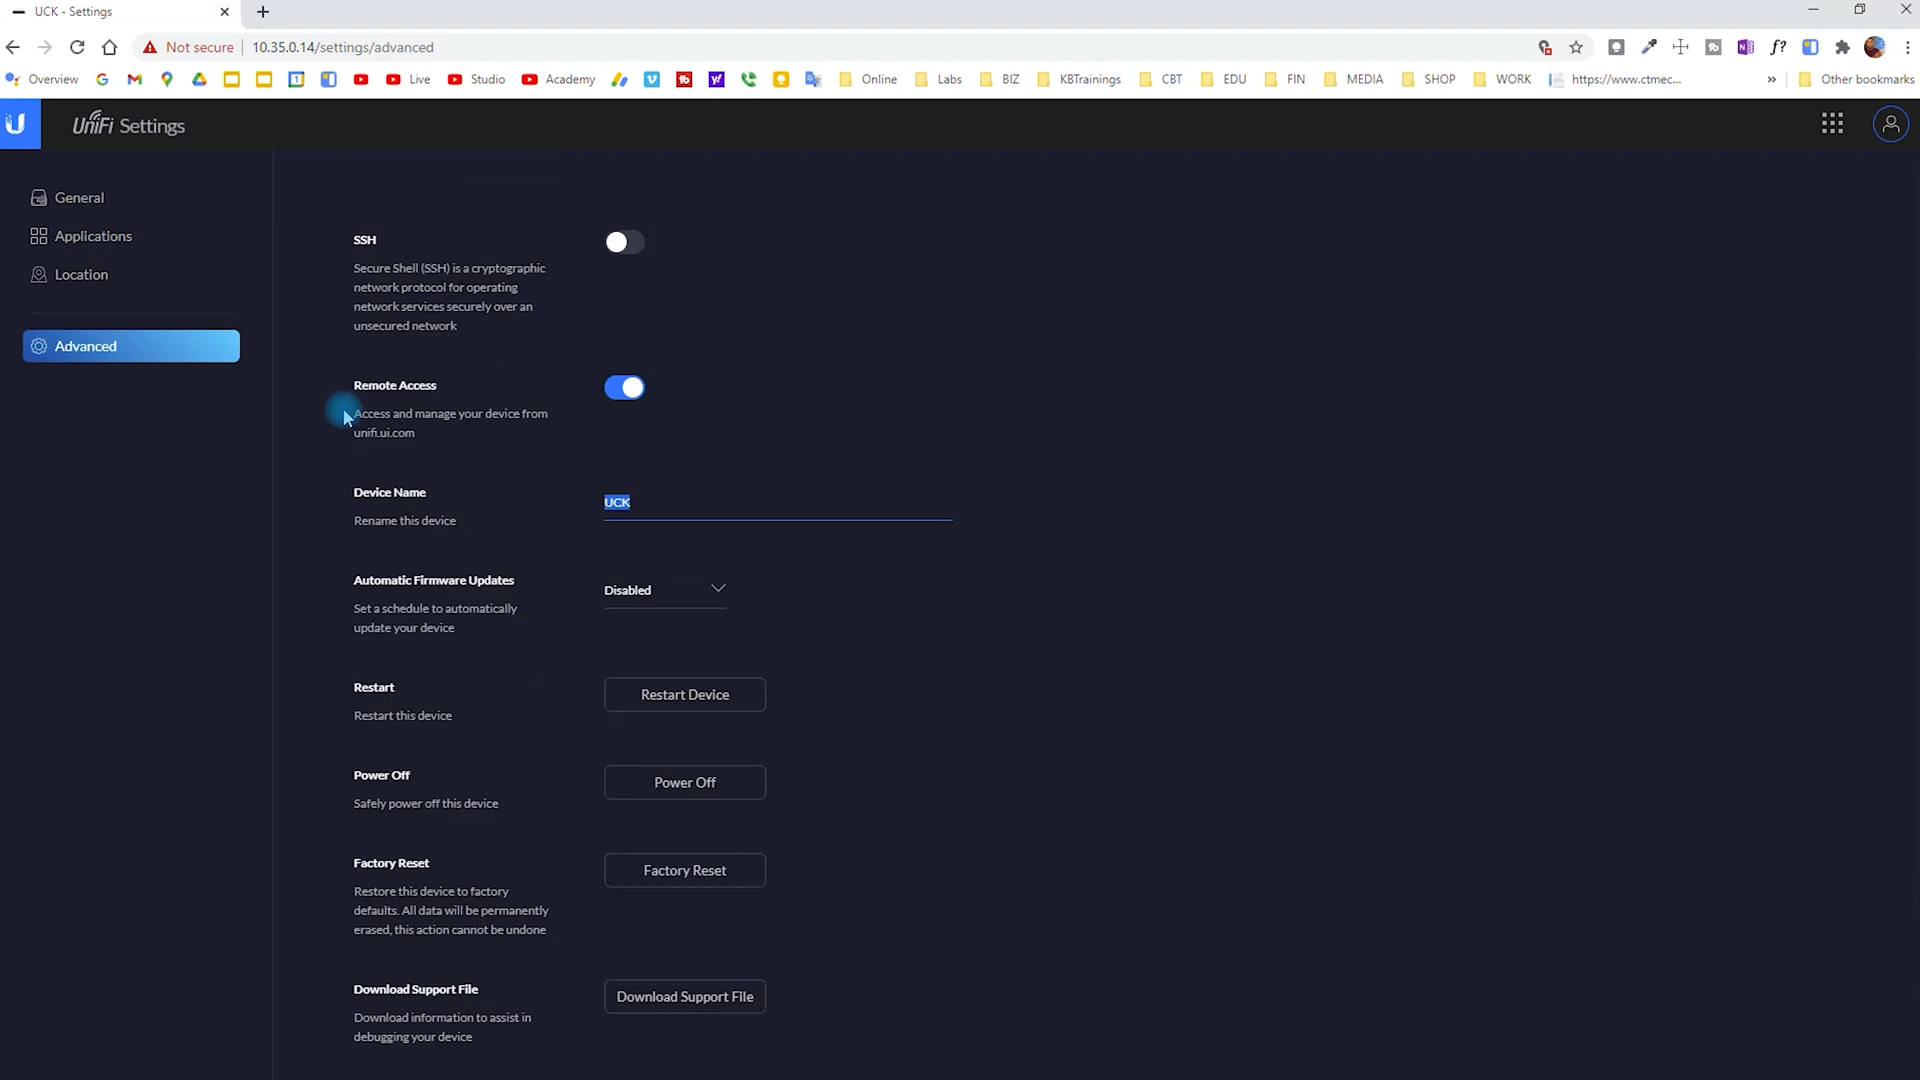 UCK - Settings
Not secure
10.35.0.14/settings/advanced
Overview
Live
Studio
Academy
Online
Labs
BIZ
KBTrainings
CBT
EDU
FIN
MEDIA
SHOP
WORK
https://www.ctmec...
»
Other bookmarks
UniFi Settings
General
Applications
Location
Advanced
SSH
Secure Shell (SSH) is a cryptographic
network protocol for operating
network services securely over an
unsecured network
Remote Access
Access and manage your device from
unifi.ui.com
Device Name
UCK
Rename this device
Automatic Firmware Updates
Disabled
Set a schedule to automatically
update your device
Restart
Restart Device
Restart this device
Power Off
Power Off
Safely power off this device
Factory Reset
Factory Reset
Restore this device to factory
defaults. All data will be permanently
erased, this action cannot be undone
Download Support File
Download Support File
Download information to assist in
debugging your device